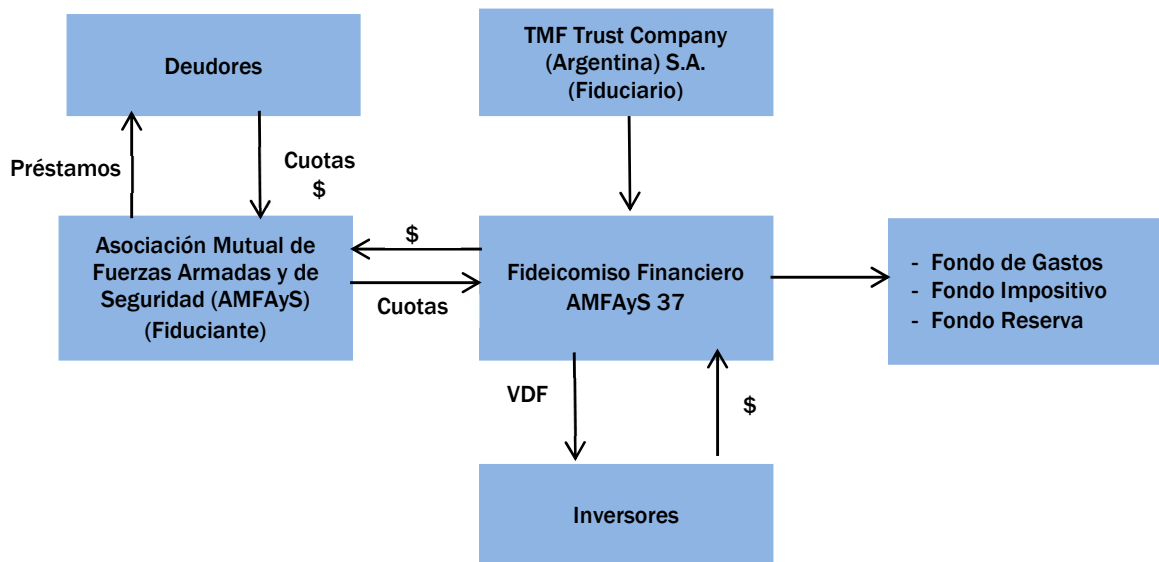 Deudores
TMF Trust Company
(Argentina) S.A.
(Fiduciario)
Préstamos
Cuotas
$
Asociación Mutual de
Fuerzas Armadas y de
Seguridad (AMFAyS)
(Fiduciante)
$
Cuotas
Fideicomiso Financiero
AMFAyS 37
- Fondo de Gastos
- Fondo Impositivo
- Fondo Reserva
VDF
$
Inversores